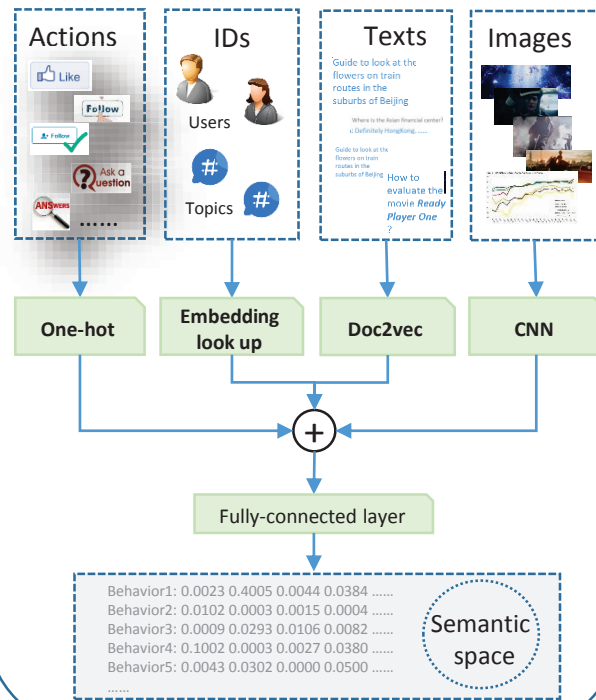 Actions
IDs
Texts
Images
Like
Follow
Follow
Ask a
Question
ANSWERS
......
Users
#
Topics
#
Guide to look at the
flowers on train
routes in the
suburbs of Beijing
Where is the Asian financial center?
Definitely HongKong. ......
Guide to look at the
flowers on train
routes in the
suburbs of Beijing
How to
evaluate the
movie Ready
Player One
?
One-hot
Embedding
look up
Doc2vec
CNN
+
Fully-connected layer
Behavior1: 0.0023 0.4005 0.0044 0.0384 ......
Behavior2: 0.0102 0.0003 0.0015 0.0004 ......
Behavior3: 0.0009 0.0293 0.0106 0.0082 ......
Behavior4: 0.1002 0.0003 0.0027 0.0380 ......
Behavior5: 0.0043 0.0302 0.0000 0.0500 ......
......
Semantic
space